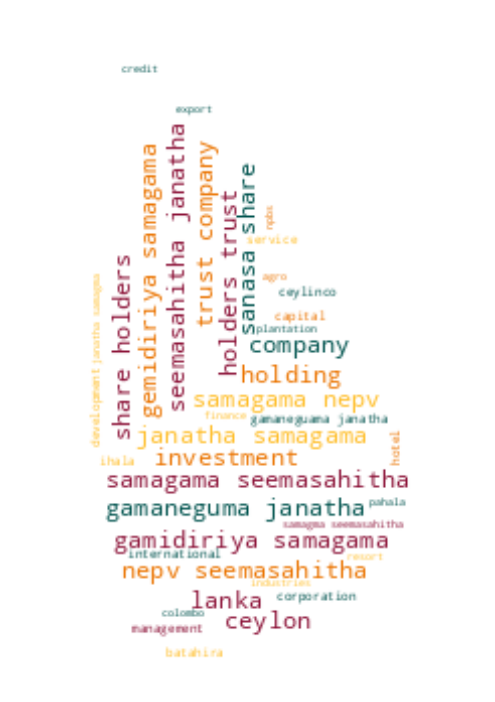 credit
export
gemidiriya samagama
seemasahitha janatha
trust company
holders trust
sanasa share
share holders
development janatha samagma
npbs
service
agro
ceylinco
capital
plantation
company
holding
samagama nepv
finance
gamaneguama janatha
janatha samagama
hotel
ihala
investment
samagama seemasahitha
pahala
gamaneguma janatha
samagma seemasahitha
gamidiriya samagama
international
resort
nepv seemasahitha
industries
corporation
lanka
colombo
ceylon
management
batahira